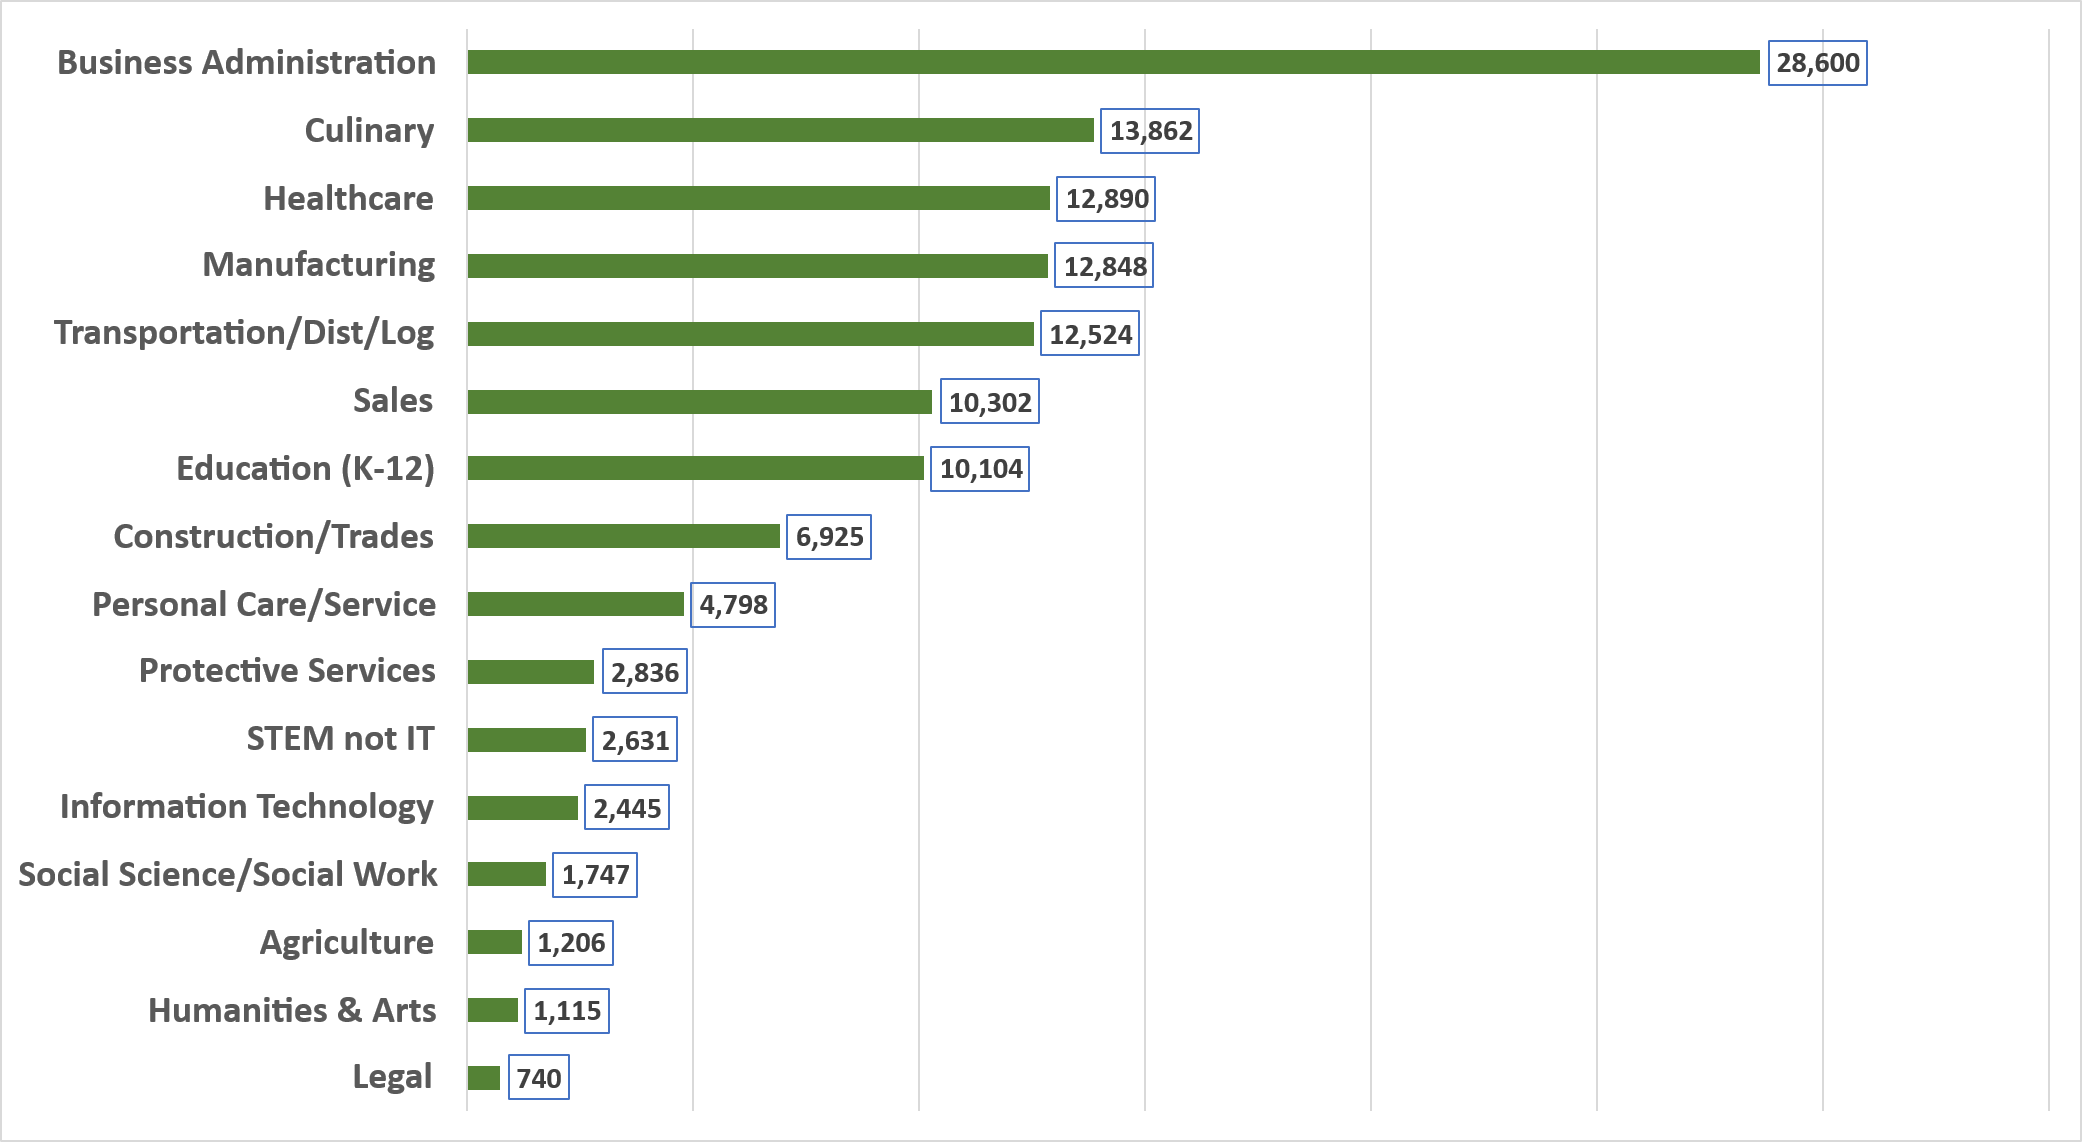 Business Administration 28,600
Culinary 13,862
Healthcare 12,890
Manufacturing 12,848
Transportation/Dist/Log 12,524
Sales 10,302
Education (K-12) 10,104
Construction/Trades 6,925
Personal Care/Service 4,798
Protective Services 2,836
STEM not IT 2,631
Information Technology 2,445
Social Science/Social Work 1,747
Agriculture 1,206
Humanities & Arts 1,115
Legal 740